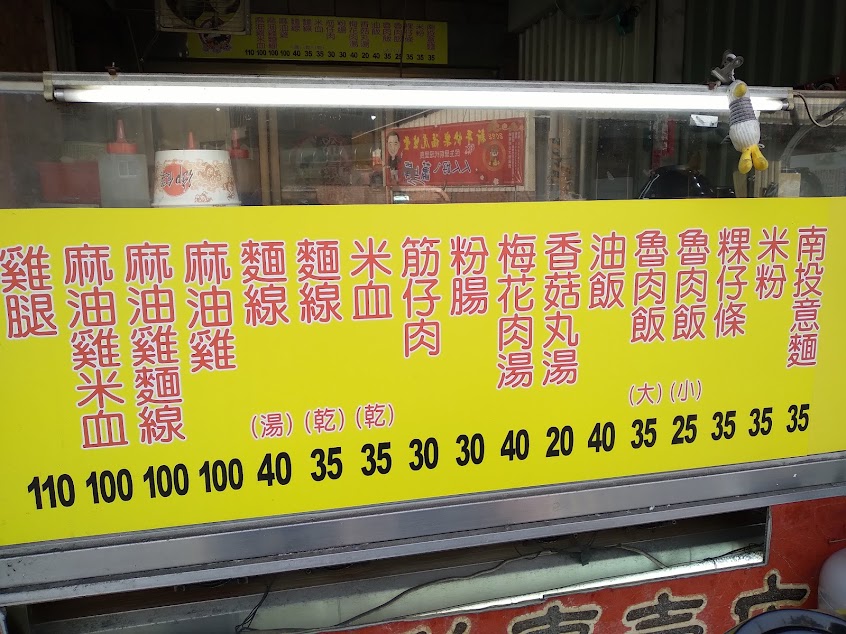 南投意麵 35
米粉 35
粿仔條 35
魯肉飯 (小) 25
魯肉飯 (大) 35
油飯 40
香菇丸湯 20
梅花肉湯 40
粉腸 30
筋仔肉 30
米血 (乾) 35
麵線 (乾) 35
麵線 (湯) 40
麻油雞 100
麻油雞麵線 100
麻油雞米血 100
雞腿 110
專賣店